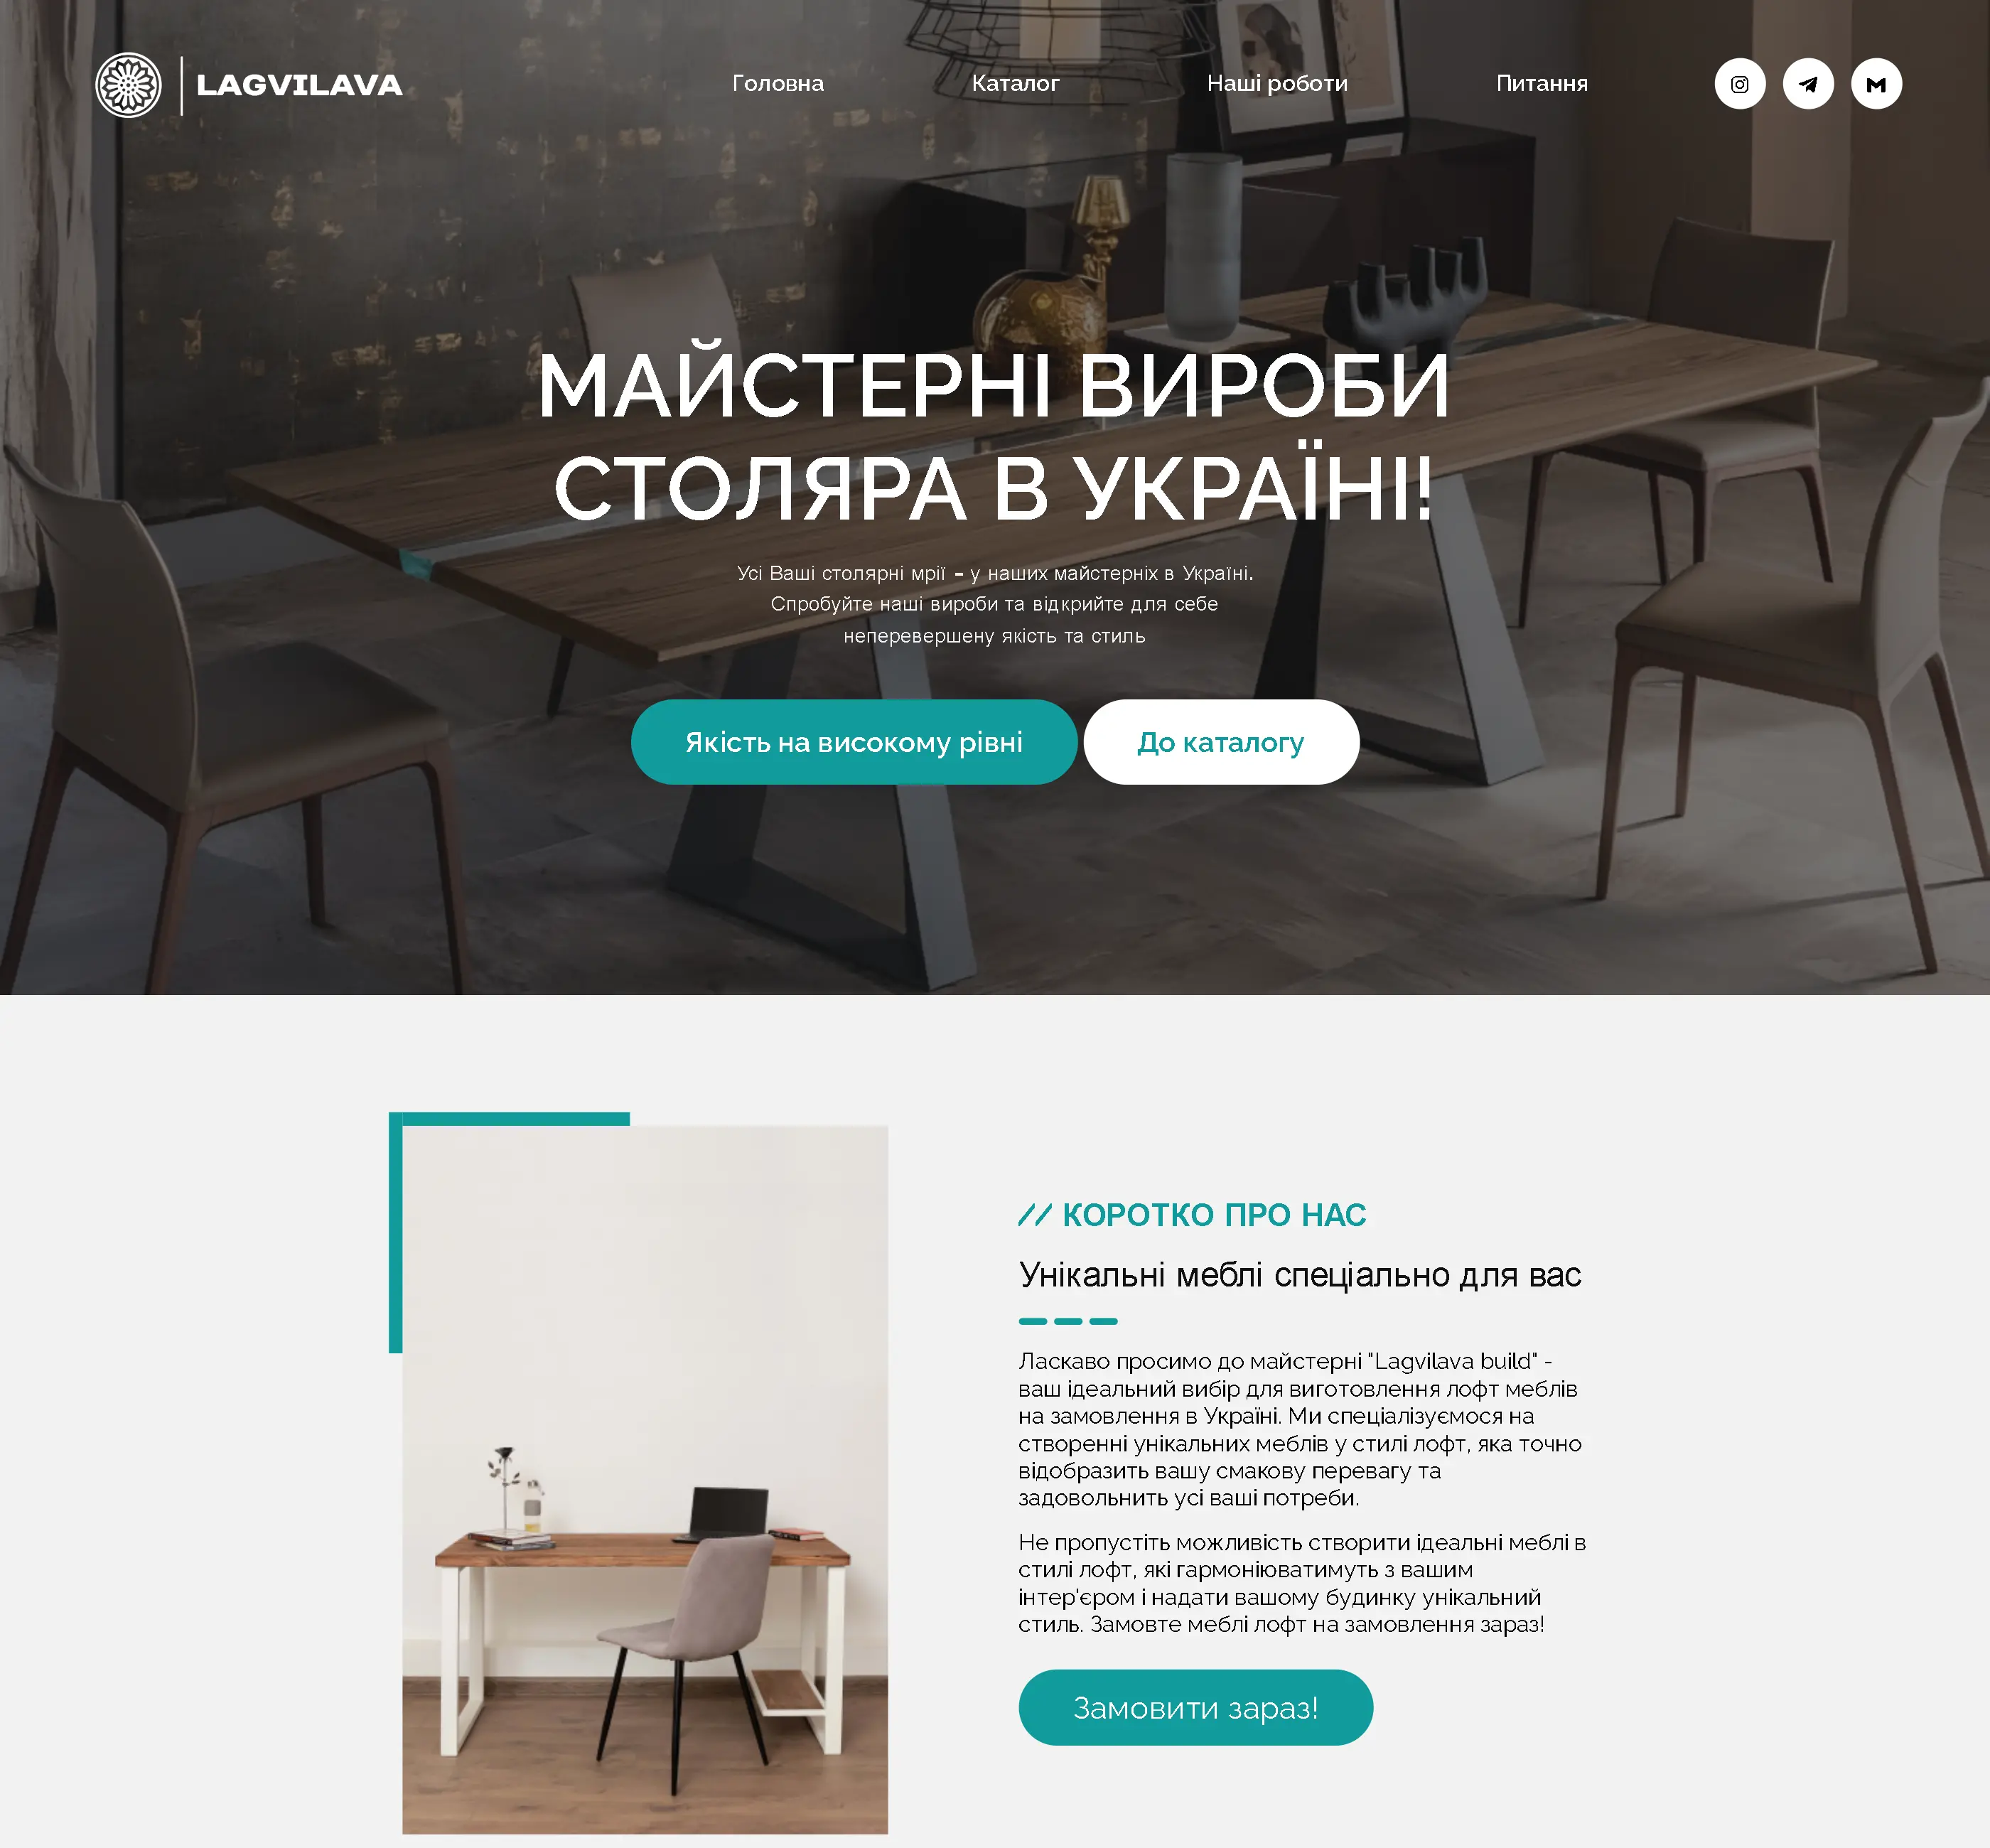 LAGVILAVA
Головна
Каталог
Наші роботи
Питання
МАЙСТЕРНІ ВИРОБИ
СТОЛЯРА В УКРАЇНІ!
Усі Ваші столярні мрії – у наших майстерніх в Україні.
Спробуйте наші вироби та відкрийте для себе
неперевершену якість та стиль
Якість на високому рівні
До каталогу
// КОРОТКО ПРО НАС
Унікальні меблі спеціально для вас
Ласкаво просимо до майстерні "Lagvilava build" -
ваш ідеальний вибір для виготовлення лофт меблів
на замовлення в Україні. Ми спеціалізуємося на
створенні унікальних меблів у стилі лофт, яка точно
відобразить вашу смакову перевагу та
задовольнить усі ваші потреби.
Не пропустіть можливість створити ідеальні меблі в
стилі лофт, які гармоніюватимуть з вашим
інтер'єром і надати вашому будинку унікальний
стиль. Замовте меблі лофт на замовлення зараз!
Замовити зараз!